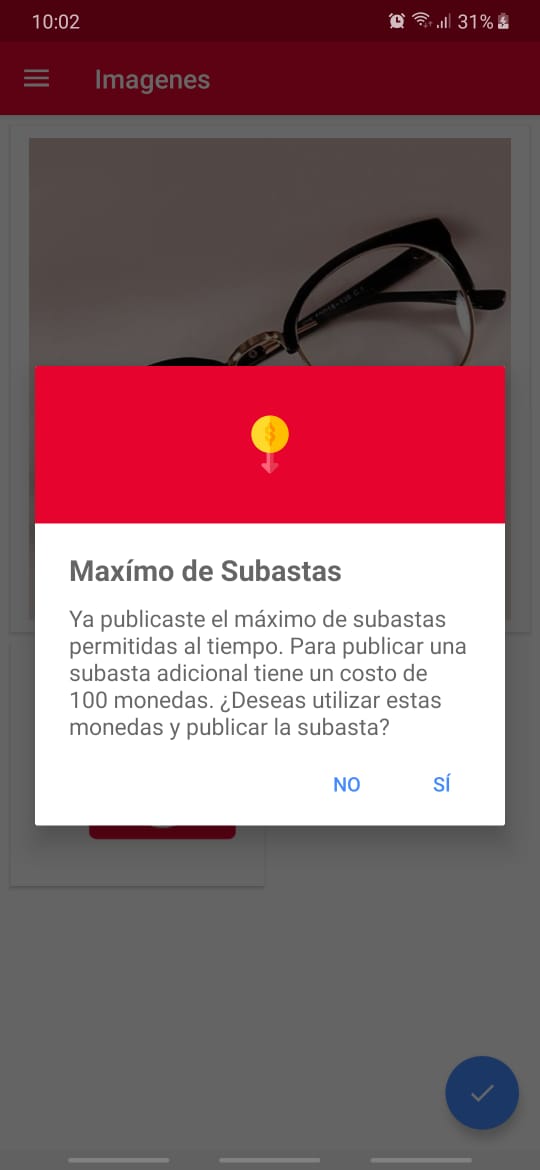 10:02
31%
Imagenes
$
Maxímo de Subastas
Ya publicaste el máximo de subastas
permitidas al tiempo. Para publicar una
subasta adicional tiene un costo de
100 monedas. ¿Deseas utilizar estas
monedas y publicar la subasta?
NO
SÍ